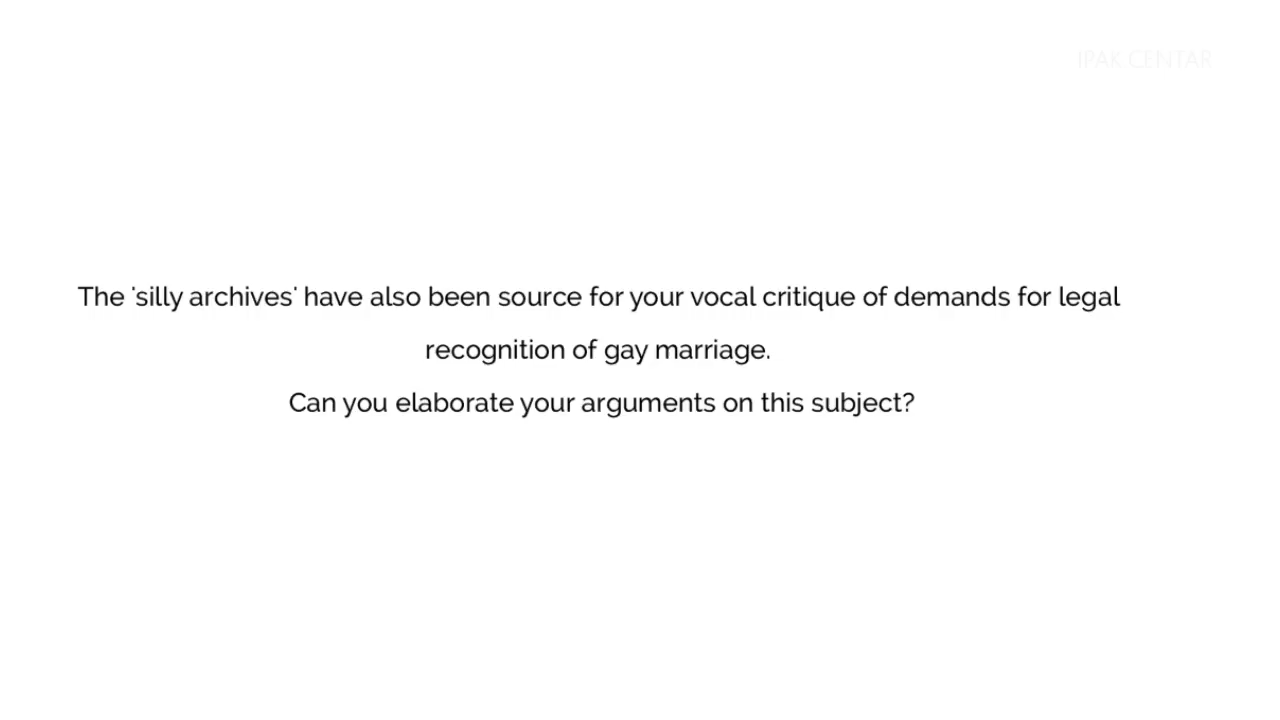 IPAK.CENTAR
The 'silly archives' have also been source for your vocal critique of demands for legal
recognition of gay marriage.
Can you elaborate your arguments on this subject?